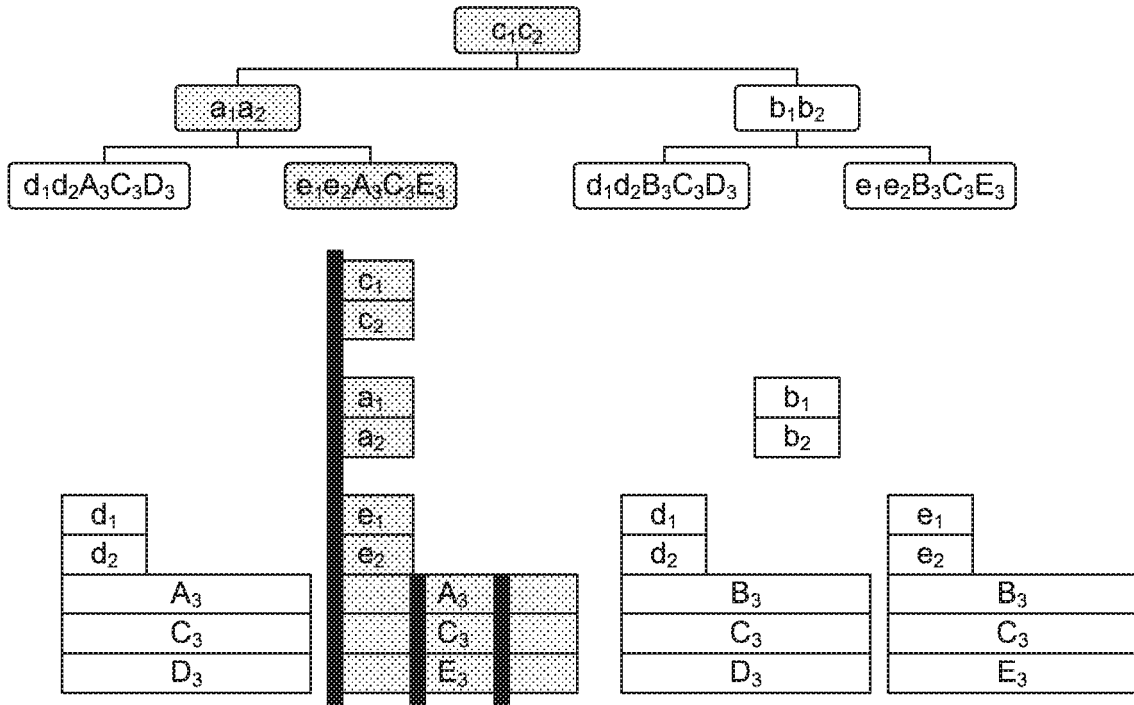 c₁c₂
a₁a₂ b₁b₂
d₁d₂A₃C₃D₃ e₁e₂A₃C₃E₃ d₁d₂B₃C₃D₃ e₁e₂B₃C₃E₃
c₁
c₂
a₁ b₁
a₂ b₂
d₁ e₁ d₁ e₁
d₂ e₂ d₂ e₂
A₃ A₃ B₃ B₃
C₃ C₃ C₃ C₃
D₃ E₃ D₃ E₃